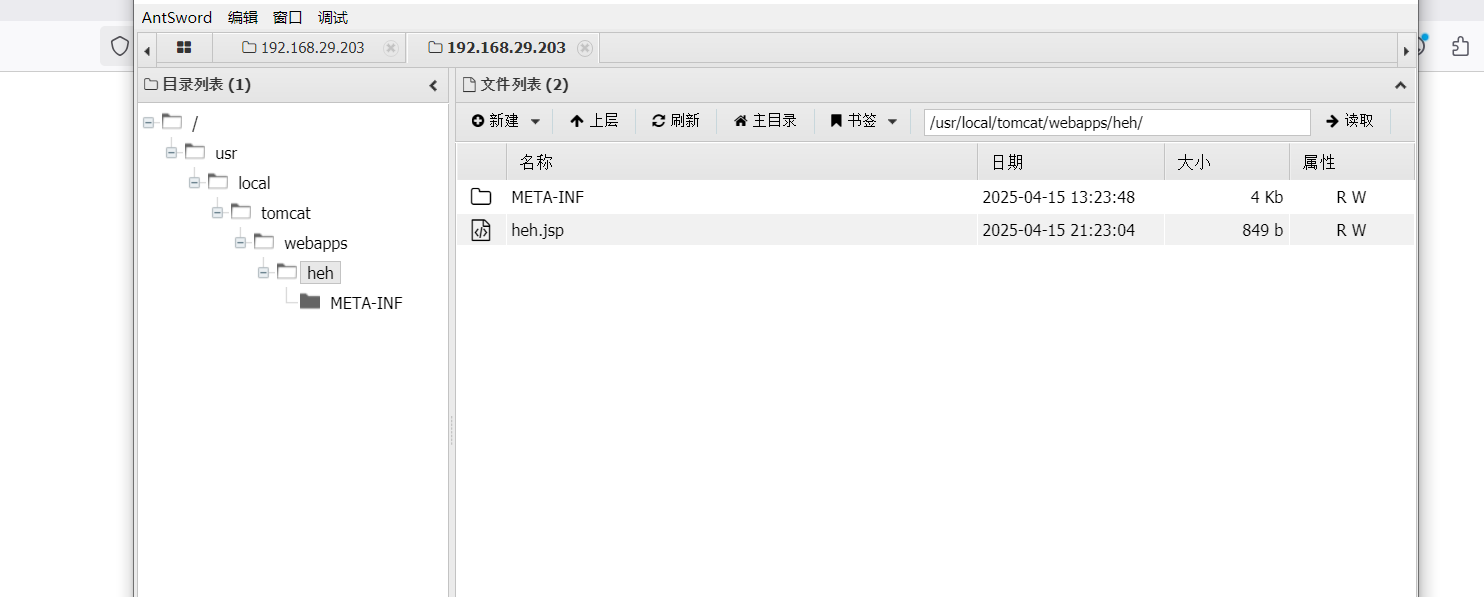 AntSword 编辑 窗口 调试
192.168.29.203 192.168.29.203
目录列表 (1)
/
usr
local
tomcat
webapps
heh
META-INF
文件列表 (2)
新建 上层 刷新 主目录 书签 /usr/local/tomcat/webapps/heh/ 读取
名称 日期 大小 属性
META-INF 2025-04-15 13:23:48 4 Kb R W
heh.jsp 2025-04-15 21:23:04 849 b R W